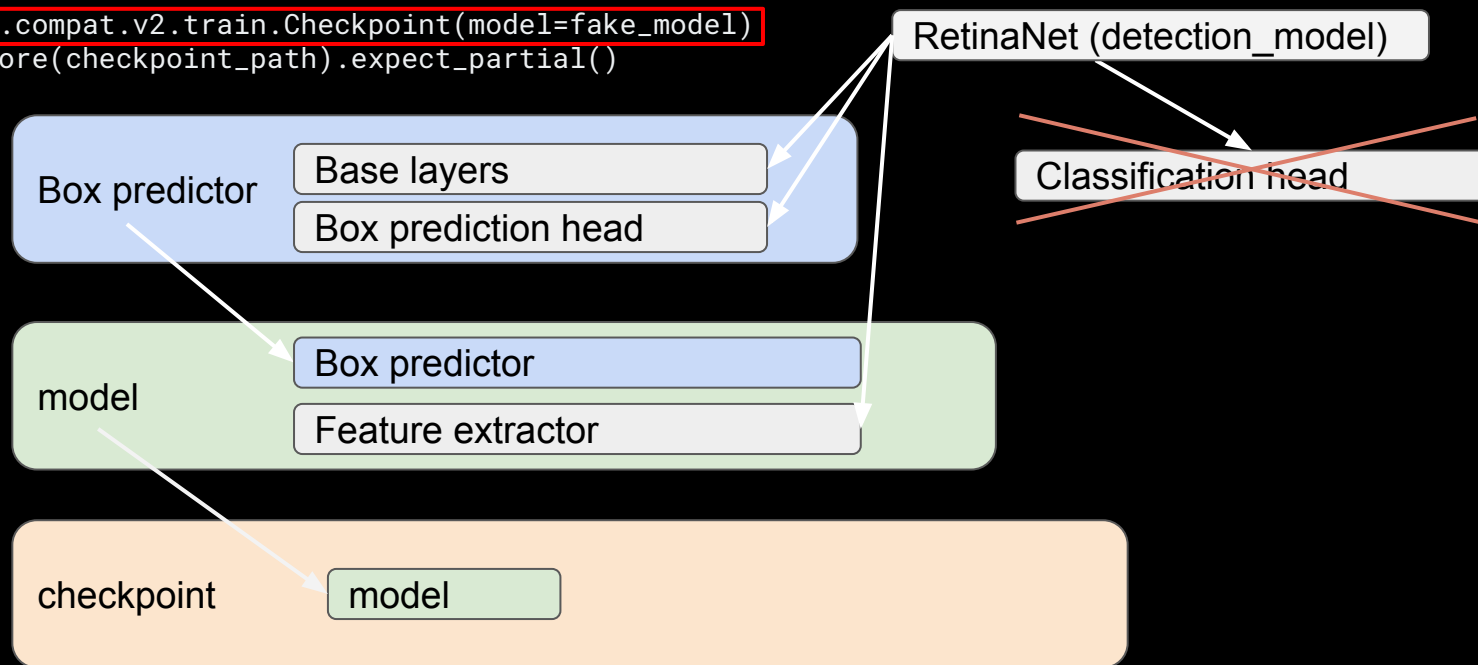 .compat.v2.train.Checkpoint(model=fake_model)
ore(checkpoint_path).expect_partial()
RetinaNet (detection_model)
Classification head
Box predictor
Base layers
Box prediction head
model
Box predictor
Feature extractor
checkpoint
model